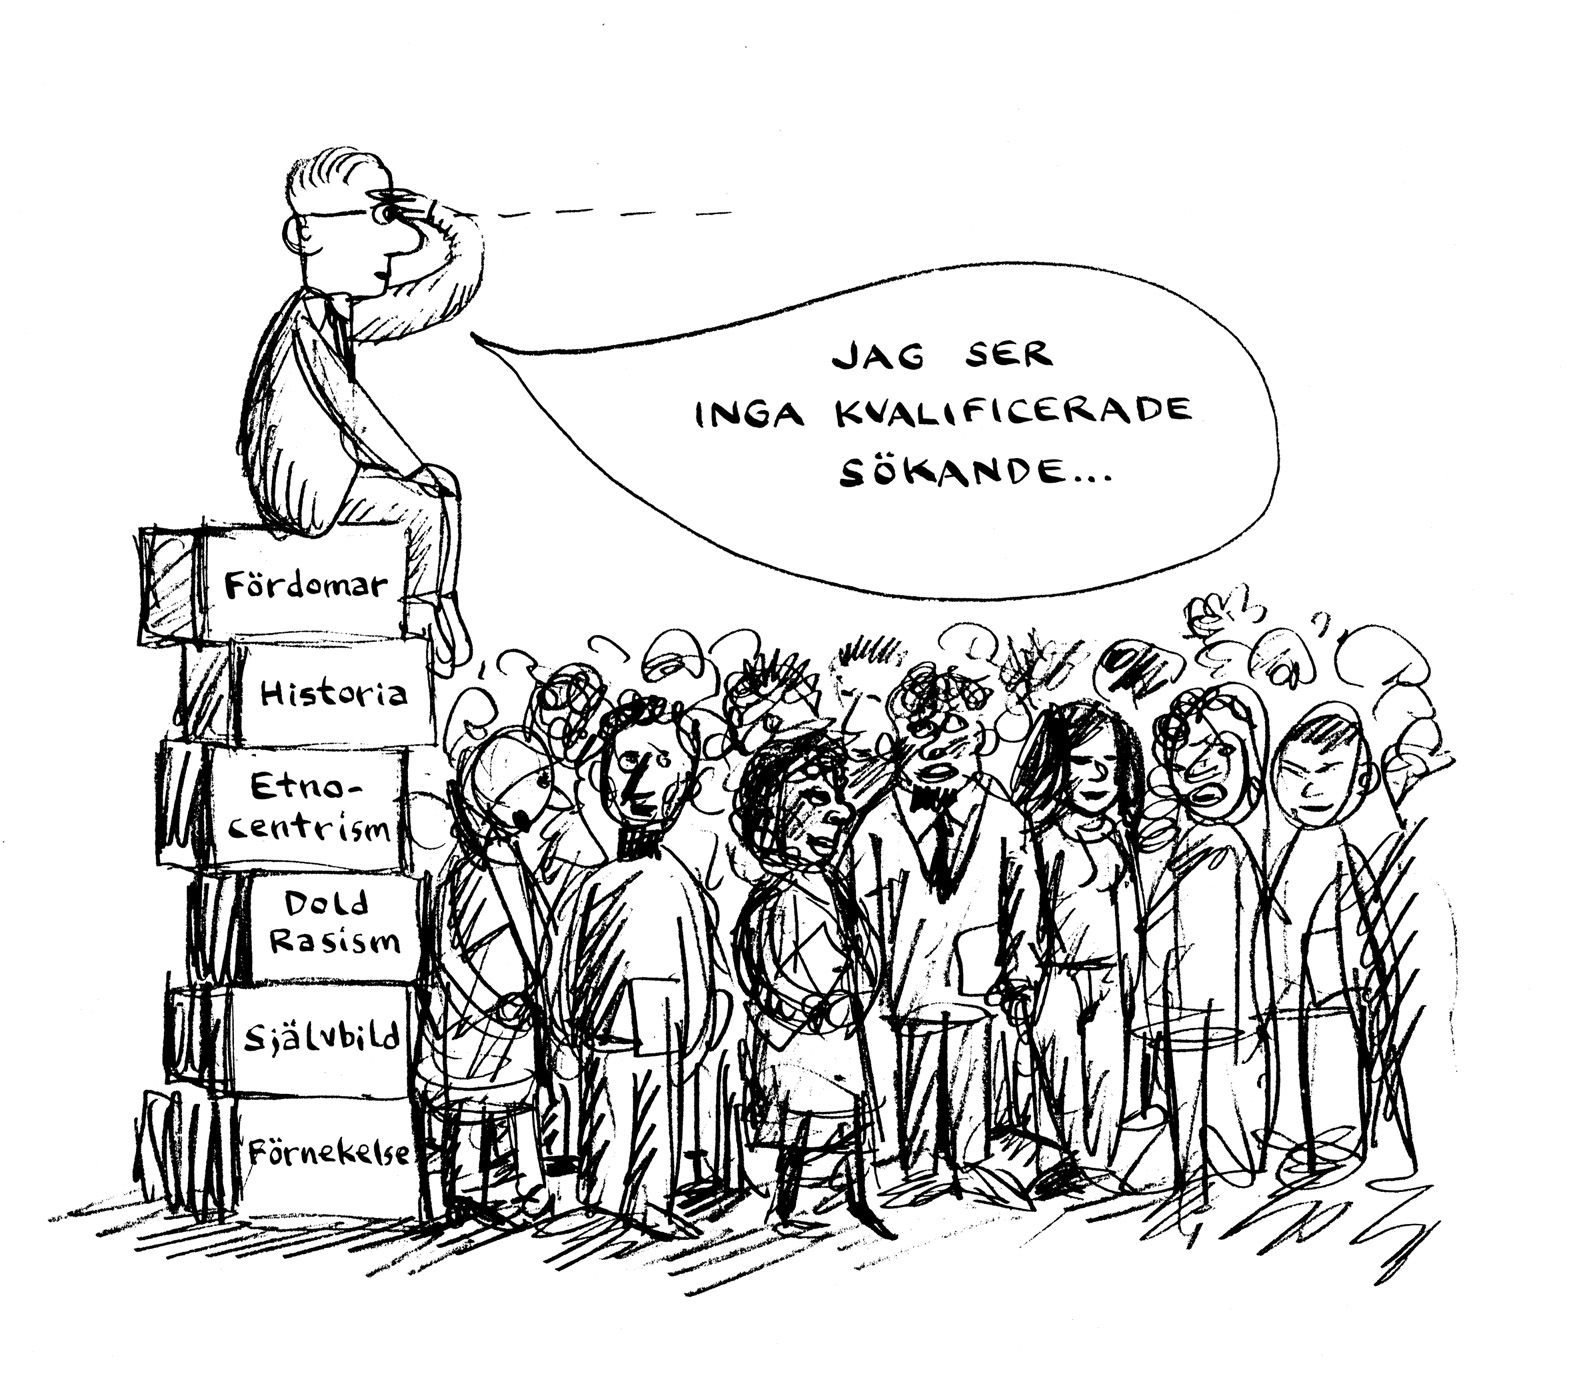 JAG SER
INGA KVALIFICERADE
SÖKANDE...
Fördomar
Historia
Etno-
centrism
Dold
Rasism
Självbild
Förnekelse